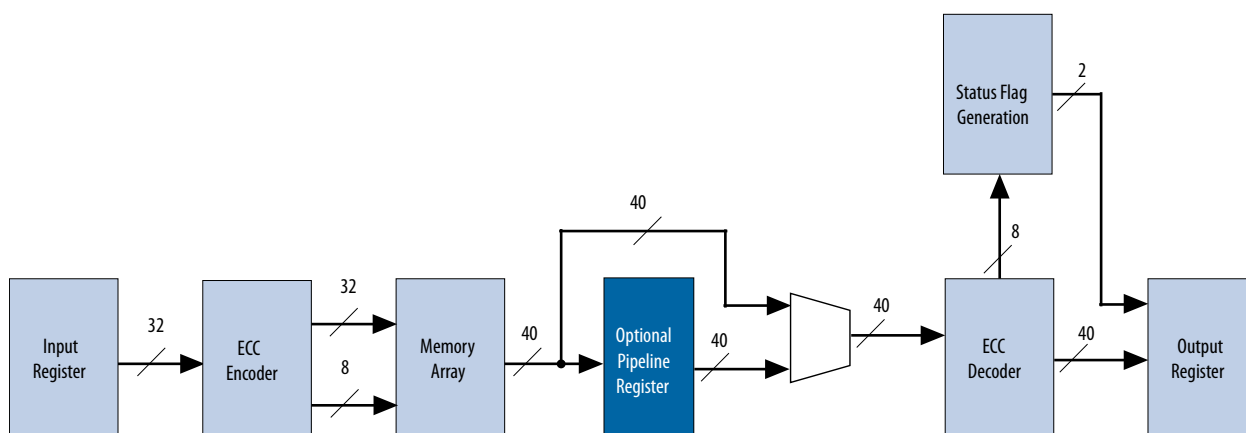 2
Status Flag
Generation
8
40
Input
Register
32
ECC
Encoder
32
8
Memory
Array
40
Optional
Pipeline
Register
40
40
ECC
Decoder
40
Output
Register